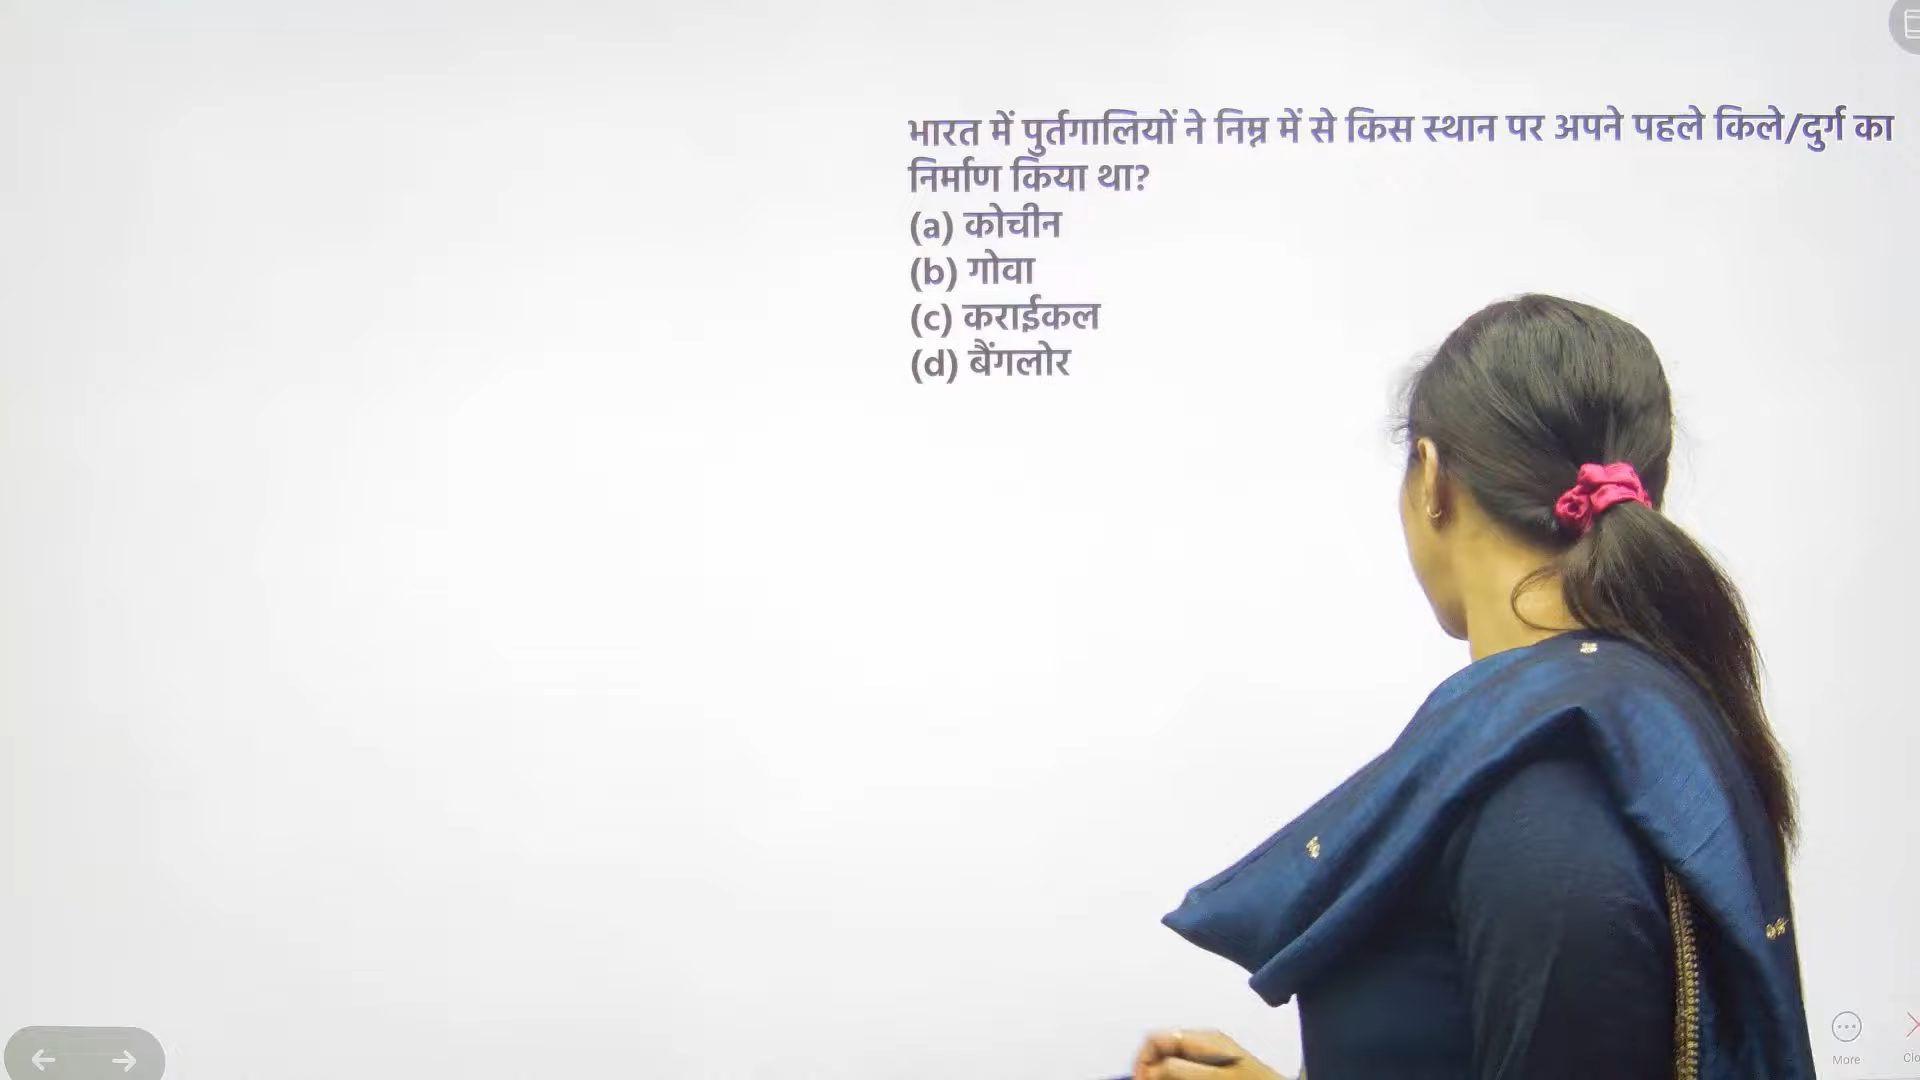 भारत में पुर्तगालियों ने निम्न में से किस स्थान पर अपने पहले किले/दुर्ग का
निर्माण किया था?
(a) कोचीन
(b) गोवा
(c) कराईकल
(d) बैंगलोर
More